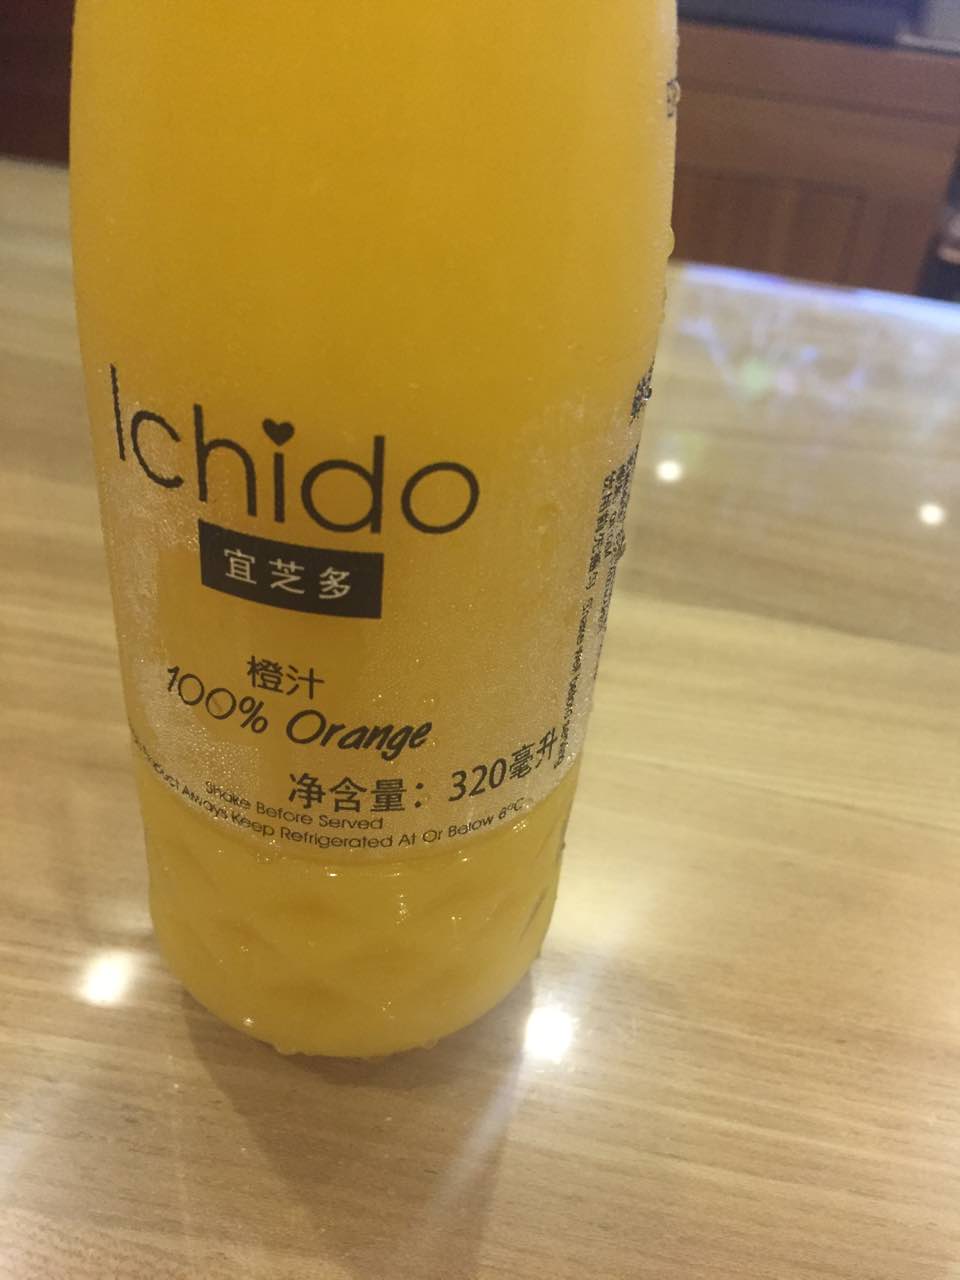 Ichido
宜芝多
橙汁
100% Orange
净含量：320毫升
Shake Before Served
Always Keep Refrigerated At Or Below 6°C